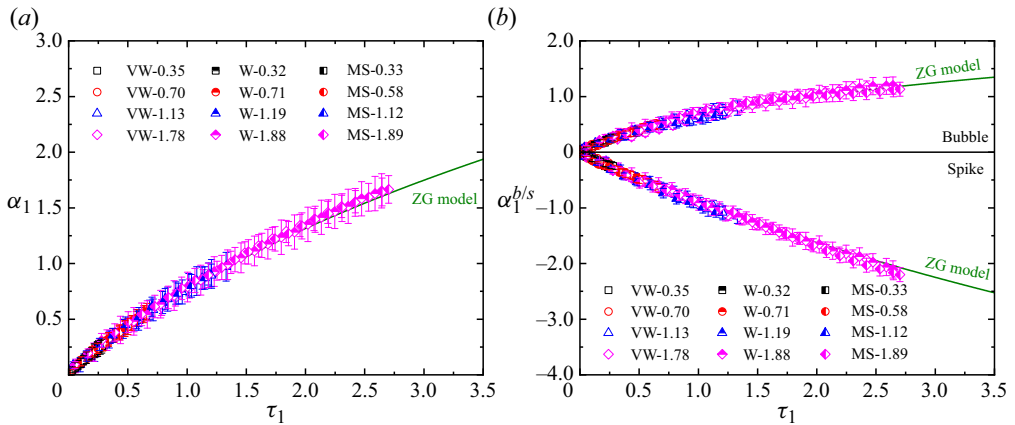 (a)
3.0
2.5
2.0
α₁ 1.5
1.0
0.5
0 0.5 1.0 1.5 2.0 2.5 3.0 3.5
τ₁
VW-0.35 W-0.32 MS-0.33
VW-0.70 W-0.71 MS-0.58
VW-1.13 W-1.19 MS-1.12
VW-1.78 W-1.88 MS-1.89
ZG model
(b)
2.0
1.0
0
−1.0
−2.0
−3.0
−4.0
α₁ᵇ/ˢ
0 0.5 1.0 1.5 2.0 2.5 3.0 3.5
τ₁
ZG model
Bubble
Spike
ZG model
VW-0.35 W-0.32 MS-0.33
VW-0.70 W-0.71 MS-0.58
VW-1.13 W-1.19 MS-1.12
VW-1.78 W-1.88 MS-1.89